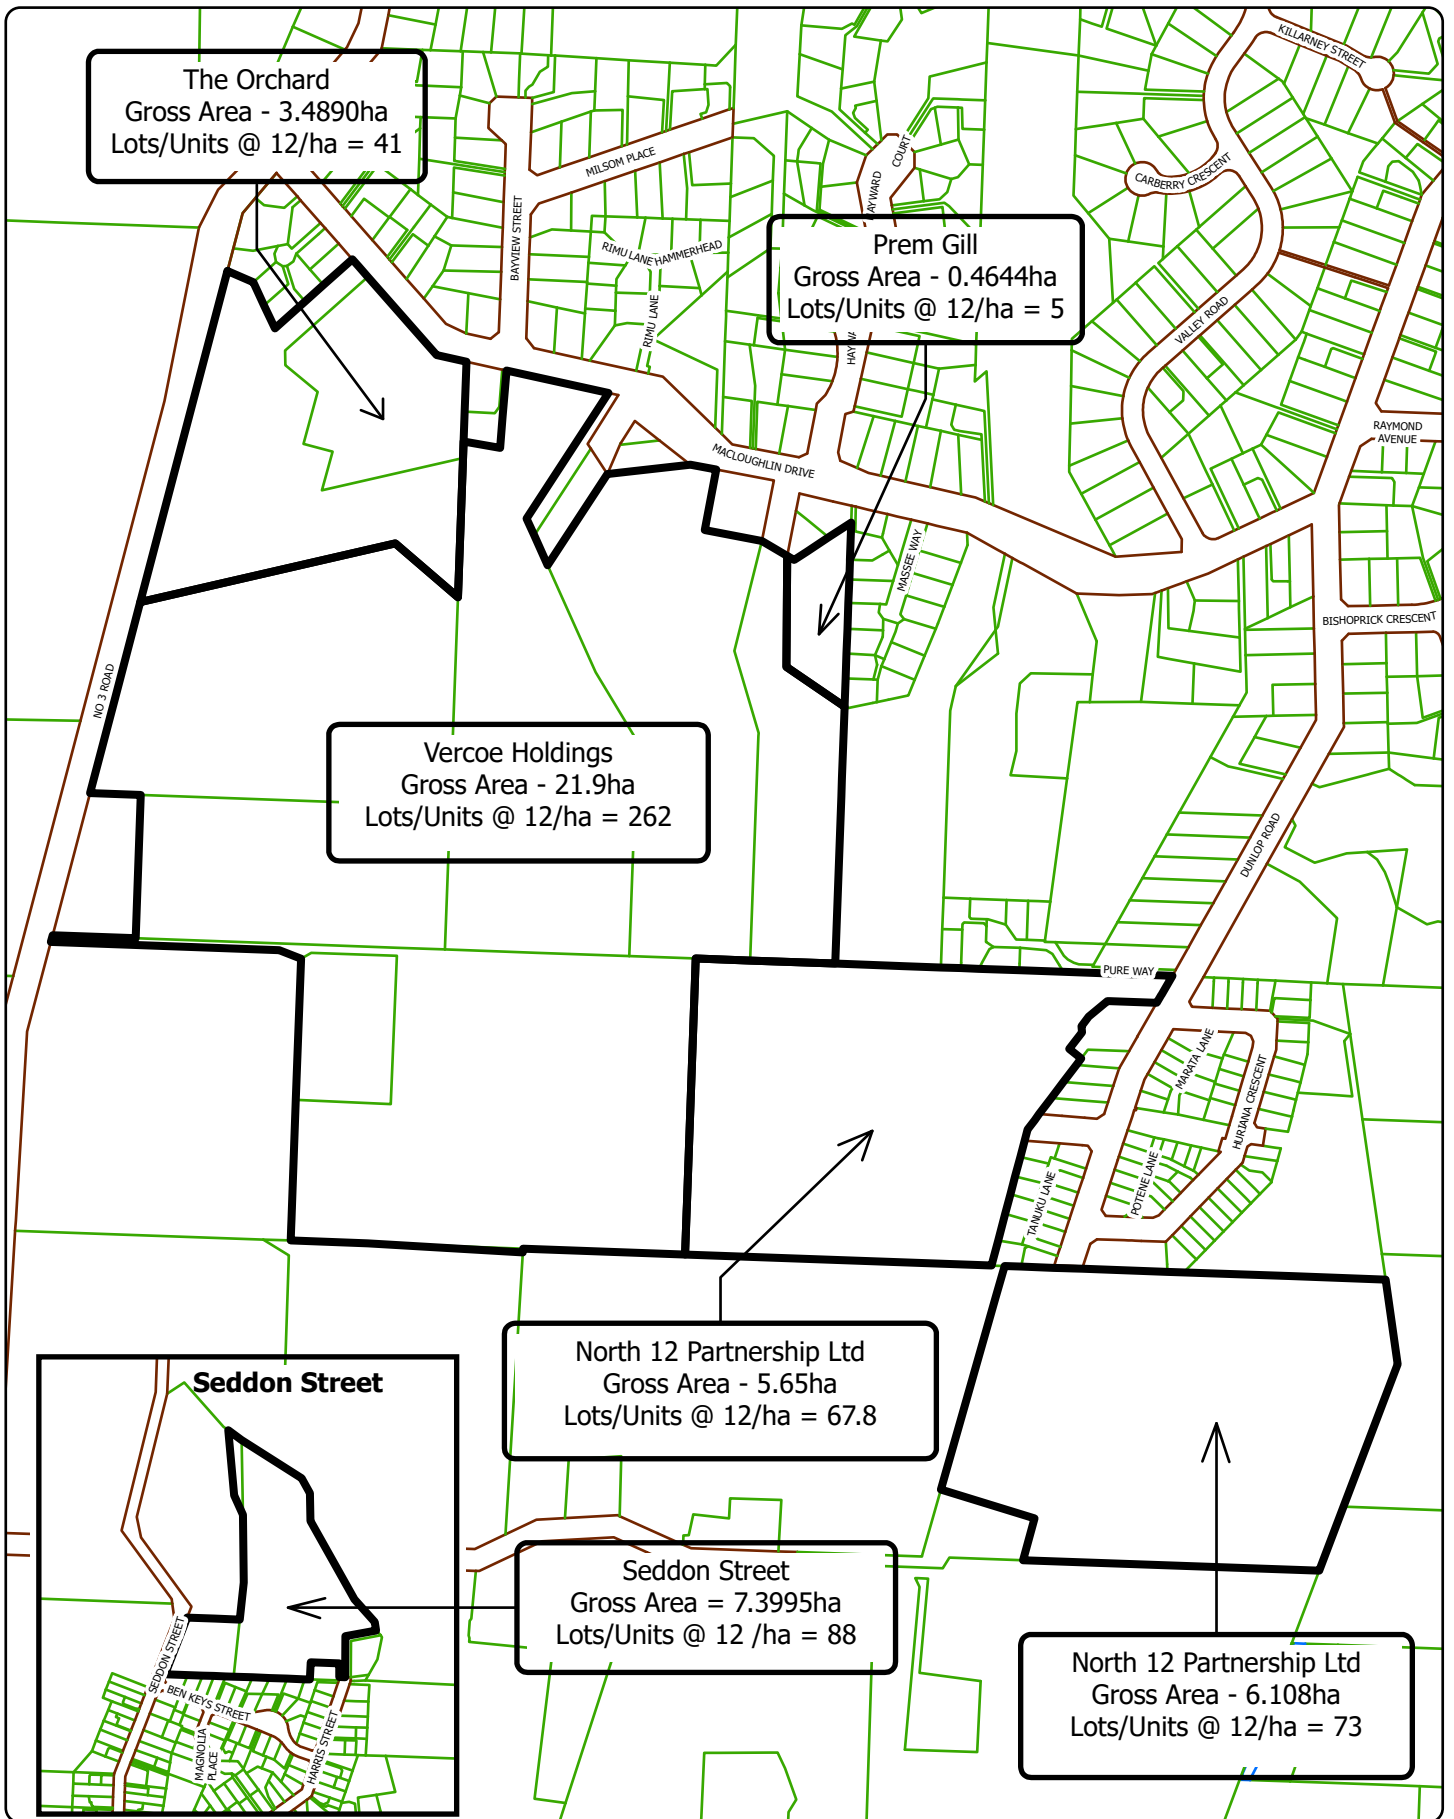 KILLARNEY STREET
The Orchard
Gross Area - 3.4890ha
Lots/Units @ 12/ha = 41
MILSOM PLACE
HAYWARD COURT
CARBERRY CRESCENT
BAYVIEW STREET
RIMU LANE HAMMERHEAD
RIMU LANE
Prem Gill
Gross Area - 0.4644ha
Lots/Units @ 12/ha = 5
VALLEY ROAD
RAYMOND
AVENUE
MACLOUGHLIN DRIVE
MASSEE WAY
BISHOPRICK CRESCENT
NO 3 ROAD
Vercoe Holdings
Gross Area - 21.9ha
Lots/Units @ 12/ha = 262
DUNLOP ROAD
PURE WAY
MARATA LANE
HURIANA CRESCENT
POTENE LANE
TANUKU LANE
North 12 Partnership Ltd
Gross Area - 5.65ha
Lots/Units @ 12/ha = 67.8
Seddon Street
Seddon Street
Gross Area = 7.3995ha
Lots/Units @ 12 /ha = 88
SEDDON STREET
BEN KEYS STREET
MAGNOLIA
PLACE
HARRIS STREET
North 12 Partnership Ltd
Gross Area - 6.108ha
Lots/Units @ 12/ha = 73